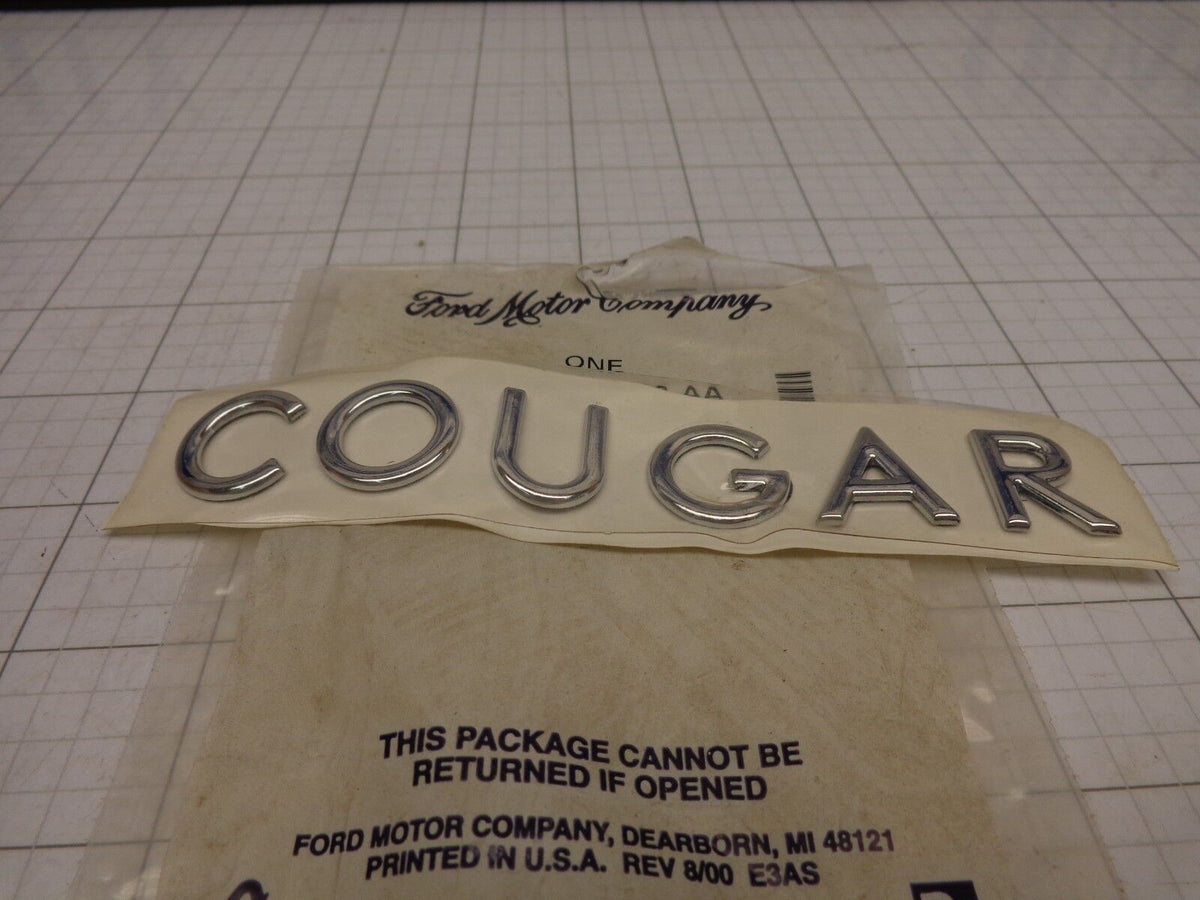 Ford Motor Company
ONE
AA
COUGAR
THIS PACKAGE CANNOT BE
RETURNED IF OPENED
FORD MOTOR COMPANY, DEARBORN, MI 48121
PRINTED IN U.S.A. REV 8/00 E3AS